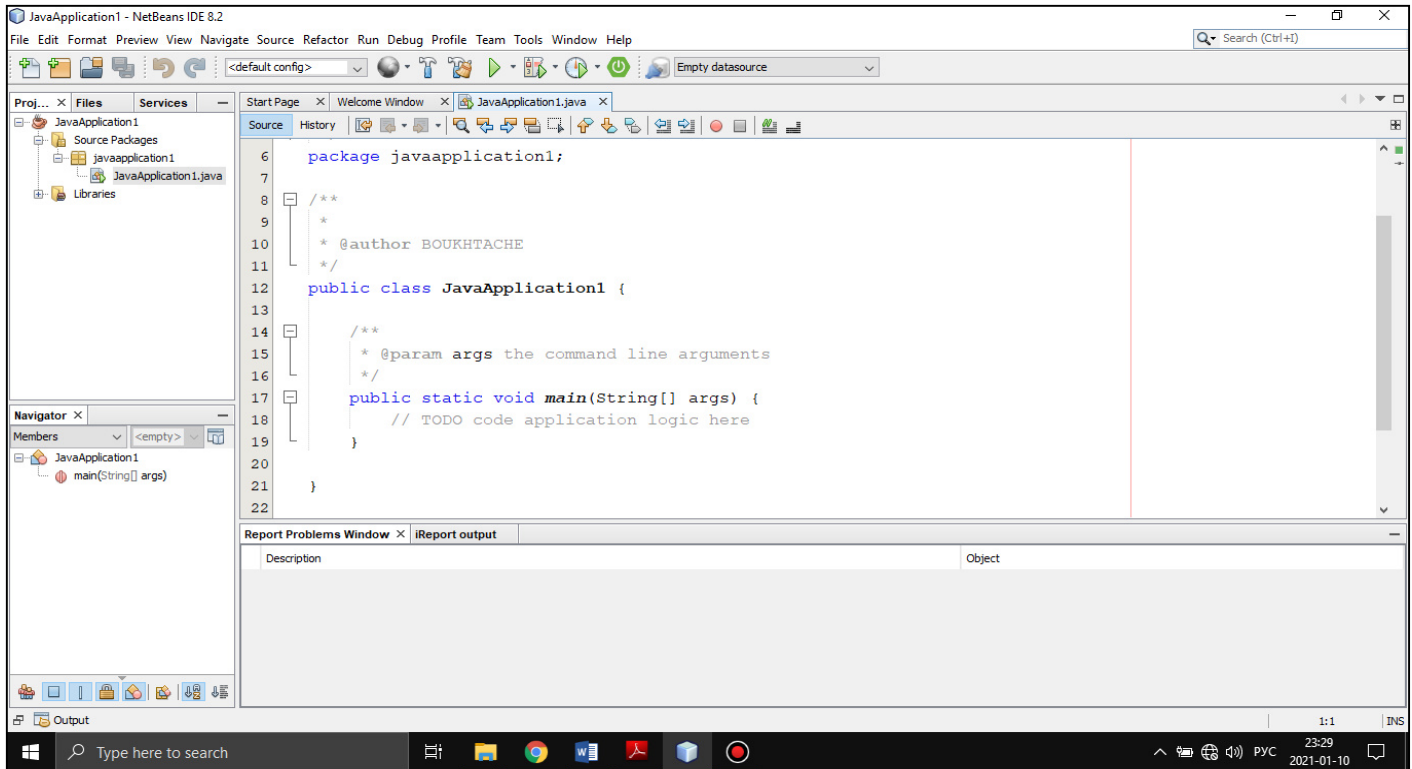 JavaApplication1 - NetBeans IDE 8.2
File Edit Format Preview View Navigate Source Refactor Run Debug Profile Team Tools Window Help
Search (Ctrl+I)
<default config>
Empty datasource
Proj... Files Services
Start Page Welcome Window JavaApplication1.java
JavaApplication1
Source Packages
javaapplication1
JavaApplication1.java
Libraries
Source History
6 package javaapplication1;
7
8 /**
9 *
10 * @author BOUKHTACHE
11 */
12 public class JavaApplication1 {
13
14 /**
15 * @param args the command line arguments
16 */
17 public static void main(String[] args) {
18 // TODO code application logic here
19 }
20
21 }
22
Navigator
Members <empty>
JavaApplication1
main(String[] args)
Report Problems Window iReport output
Description Object
Output
1:1 INS
Type here to search
РУС
23:29
2021-01-10